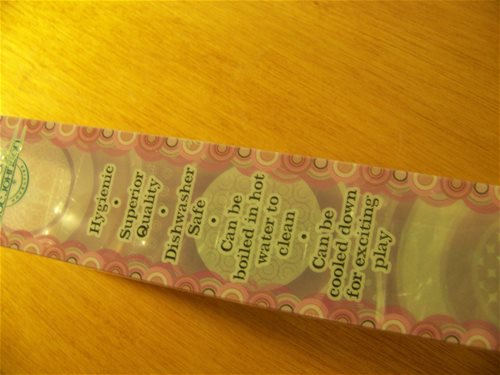 Hygienic
•
Superior
Quality
•
Dishwasher
Safe
•
Can be
boiled in hot
water to
clean
•
Can be
cooled down
for exciting
play